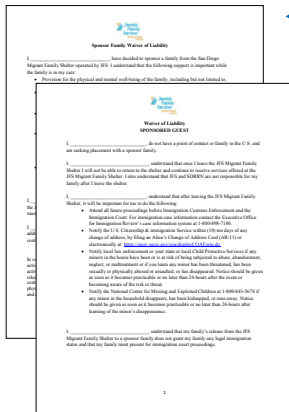 Jewish
Family
Service
Sponsor Family Waiver of Liability
I, ____________________, have decided to sponsor a family from the San Diego
Migrant Family Shelter operated by JFS. I understand that the following support is important while
the family is in my care:
• Provision for the physical and mental well-being of the family, including but not limited to,
Jewish
Family
Service
Waiver of Liability
SPONSORED GUEST
I, ____________________, do not have a point of contact or family in the U.S. and
am seeking placement with a sponsor family.
I, ____________________, understand that once I leave the JFS Migrant Family
Shelter I will not be able to return to the shelter and continue to receive services offered at the
JFS Migrant Family Shelter. I also understand that JFS and SDRRN are not responsible for my
family after I leave the shelter.
I, ____________________, understand that after leaving the JFS Migrant Family
Shelter, it will be important for me to do the following:
• Attend all future proceedings before Immigration Customs Enforcement and the
Immigration Court. For immigration case information contact the Executive Office
for Immigration Review's case information system at 1-800-898-7180.
• Notify the U.S. Citizenship & Immigration Service within (10) ten days of any
change of address, by filing an Alien's Change of Address Card (AR-11) or
electronically at:
• Notify local law enforcement or your state or local Child Protective Services if any
minors in the house have been or is at risk of being subjected to abuse, abandonment,
neglect, or maltreatment or if you learn any minor has been threatened, has been
sexually or physically abused or assaulted, or has disappeared. Notice should be given
as soon as it becomes practicable or no later than 24-hours after the event or
becoming aware of the risk or threat.
• Notify the National Center for Missing and Exploited Children at 1-800-843-5678 if
any minor in the household disappears, has been kidnapped, or runs away. Notice
should be given as soon as it becomes practicable or no later than 24-hours after
learning of the minor's disappearance.
I, ____________________, understand that my family's release from the JFS
Migrant Family Shelter to a sponsor family does not grant my family any legal immigration
status and that my family must present for immigration court proceedings.
1